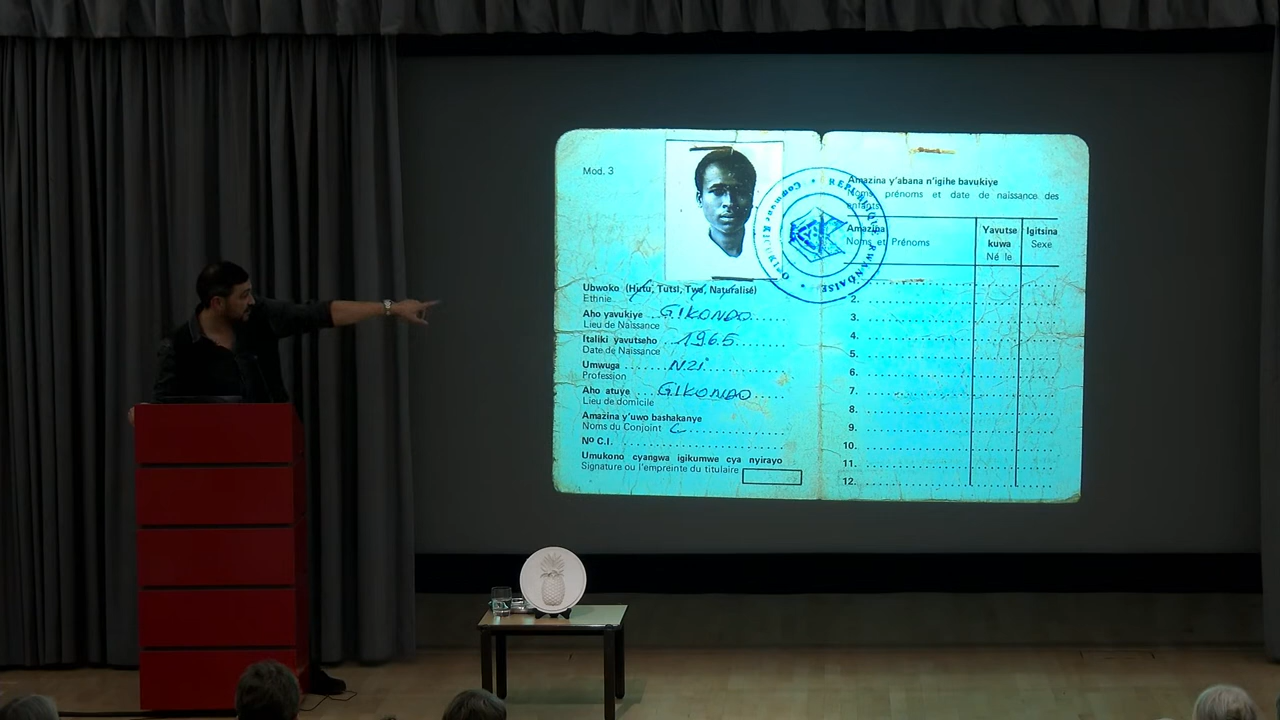 Mod. 3
Ubwoko (Hutu, Tutsi, Twa, Naturalisé)
Ethnie
Aho yavukiye GIKONDO
Lieu de Naissance
Italiki yavutseho 1965
Date de Naissance
Umwuga NZi
Profession
Aho atuye GIKONDO
Lieu de domicile
Amazina y'uwo bashakanye
Noms du Conjoint C
No C.I.
Umukono cyangwa igikumwe cya nyirayo
Signature ou l'empreinte du titulaire
REPUBLIQUE RWANDAISE
Amazina y'abana n'igihe bavukiye
Noms prénoms et date de naissance des
enfants
Amazina
Noms et Prénoms
Yavutse
kuwa
Né le
Igitsina
Sexe
2.
3.
4.
5.
6.
7.
8.
9.
10.
11.
12.